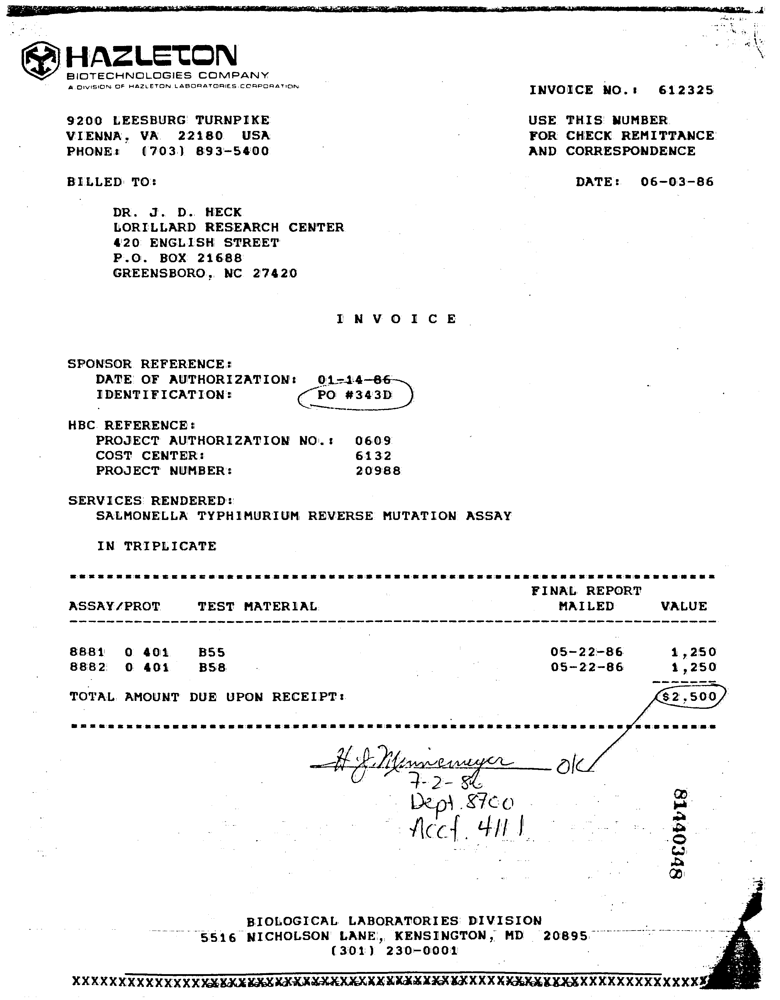 HAZLETON
BIOTECHNOLOGIES COMPANY
A DIVISION OF HAZLETON LABORATORIES CORPORATION
INVOICE NO.: 612325
9200 LEESBURG TURNPIKE
VIENNA, VA 22180 USA
PHONE: (703) 893-5400
USE THIS NUMBER
FOR CHECK REMITTANCE
AND CORRESPONDENCE
BILLED TO:
DATE: 06-03-86
DR. J. D. HECK
LORILLARD RESEARCH CENTER
420 ENGLISH STREET
P.O. BOX 21688
GREENSBORO, NC 27420
I N V O I C E
SPONSOR REFERENCE:
DATE OF AUTHORIZATION: 01-14-86
IDENTIFICATION: PO #343D
HBC REFERENCE:
PROJECT AUTHORIZATION NO.: 0609
COST CENTER: 6132
PROJECT NUMBER: 20988
SERVICES RENDERED:
SALMONELLA TYPHIMURIUM REVERSE MUTATION ASSAY
IN TRIPLICATE
FINAL REPORT
ASSAY/PROT TEST MATERIAL MAILED VALUE
8881 0 401 B55 05-22-86 1,250
8882 0 401 B58 05-22-86 1,250
TOTAL AMOUNT DUE UPON RECEIPT: $2,500
H. J. Minnemeyer OK
7-2-86
Dept. 8700
Acct. 4111
81440348
BIOLOGICAL LABORATORIES DIVISION
5516 NICHOLSON LANE, KENSINGTON, MD 20895
(301) 230-0001